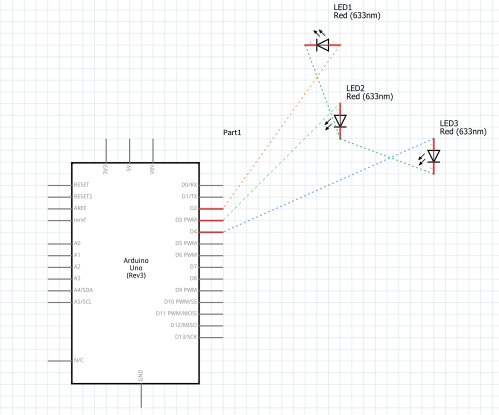 LED1
Red (633nm)
LED2
Red (633nm)
LED3
Red (633nm)
Part1
3V3
5V
VIN
RESET
RESET2
AREF
ioref
A0
A1
A2
A3
A4/SDA
A5/SCL
N/C
Arduino
Uno
(Rev3)
D0/RX
D1/TX
D2
D3 PWM
D4
D5 PWM
D6 PWM
D7
D8
D9 PWM
D10 PWM/SS
D11 PWM/MOSI
D12/MISO
D13/SCK
GND